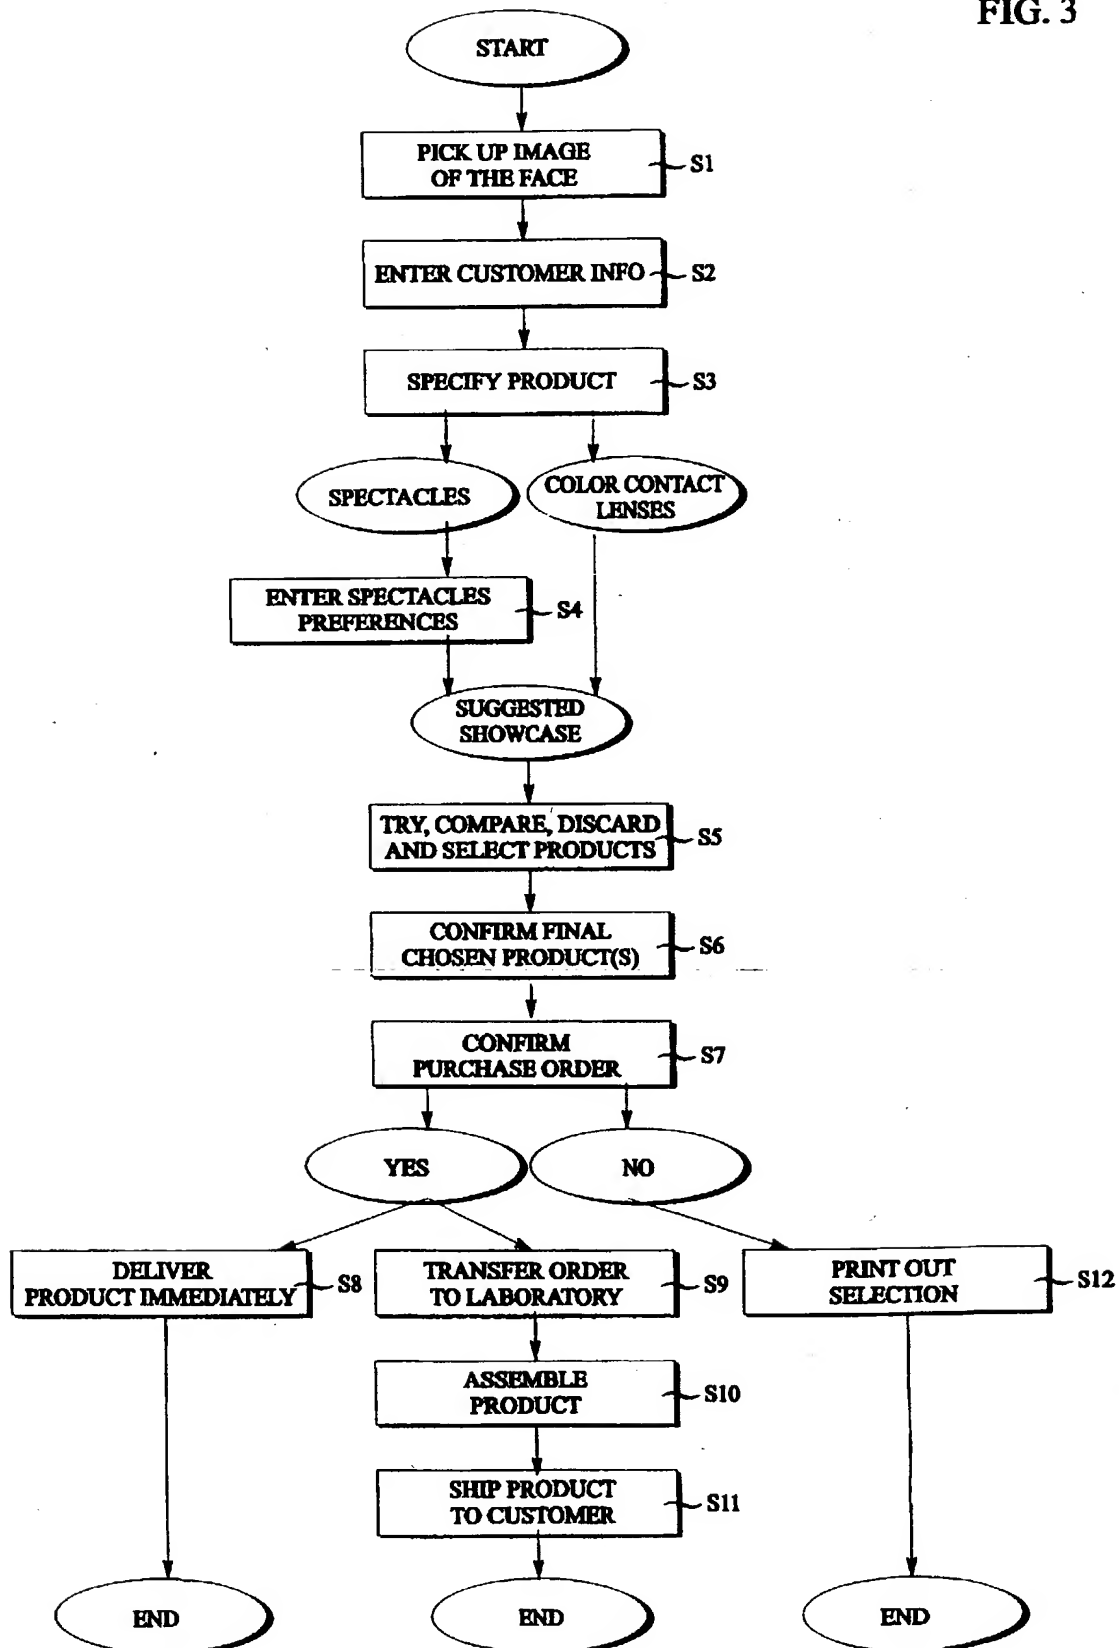 FIG. 3
START
PICK UP IMAGE
OF THE FACE
S1
ENTER CUSTOMER INFO
S2
SPECIFY PRODUCT
S3
SPECTACLES
COLOR CONTACT
LENSES
ENTER SPECTACLES
PREFERENCES
S4
SUGGESTED
SHOWCASE
TRY, COMPARE, DISCARD
AND SELECT PRODUCTS
S5
CONFIRM FINAL
CHOSEN PRODUCT(S)
S6
CONFIRM
PURCHASE ORDER
S7
YES
NO
DELIVER
PRODUCT IMMEDIATELY
S8
TRANSFER ORDER
TO LABORATORY
S9
PRINT OUT
SELECTION
S12
ASSEMBLE
PRODUCT
S10
SHIP PRODUCT
TO CUSTOMER
S11
END
END
END